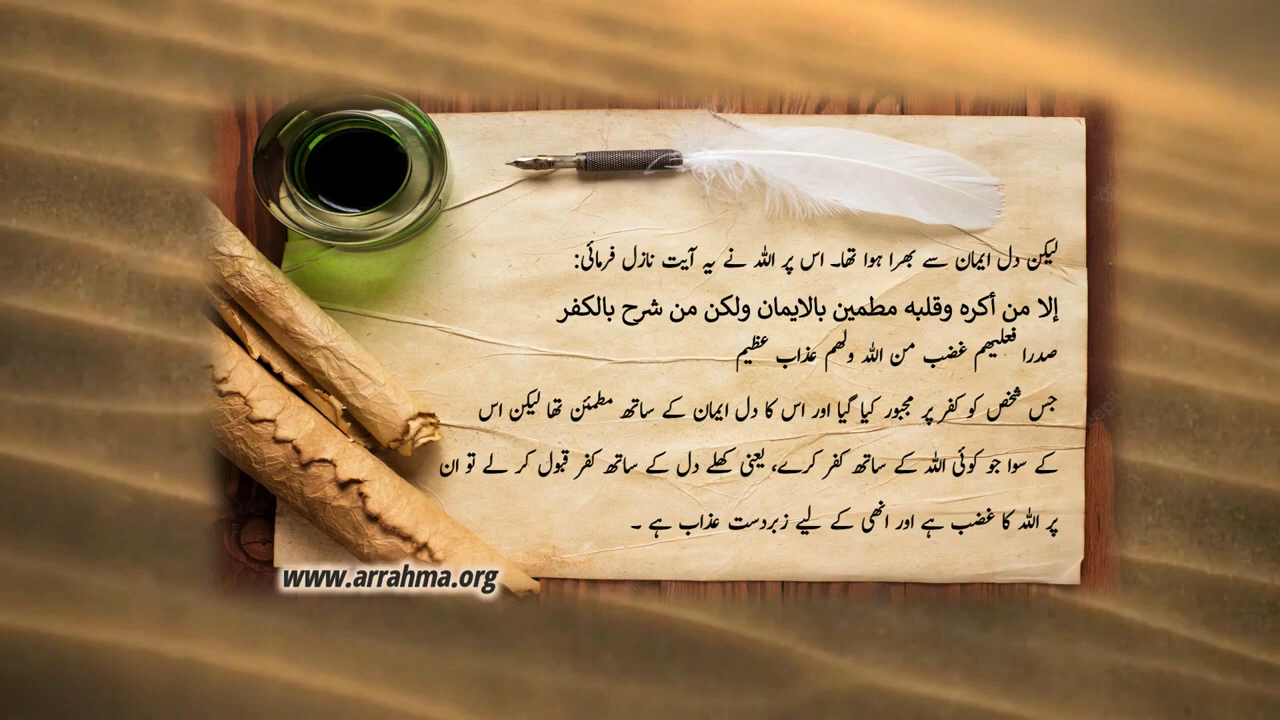 لیکن دل ایمان سے بھرا ہوا تھا۔ اس پر اللہ نے یہ آیت نازل فرمائی:
إلا من أكره وقلبه مطمين بالايمان ولكن من شرح بالكفر
صدرا فعليهم غضب من الله ولهم عذاب عظيم
جس شخص کو کفر پر مجبور کیا گیا اور اس کا دل ایمان کے ساتھ مطمئن تھا لیکن اس
کے سوا جو کوئی اللہ کے ساتھ کفر کرے، یعنی کھلے دل کے ساتھ کفر قبول کر لے تو ان
پر اللہ کا غضب ہے اور انھی کے لیے زبردست عذاب ہے ۔
www.arrahma.org